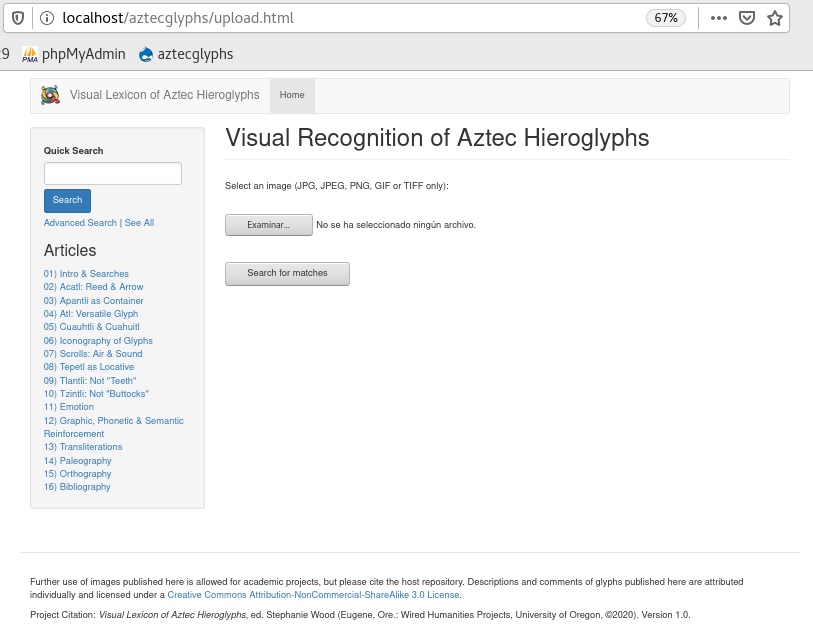 localhost/aztecglyphs/upload.html 67%
9 PMA phpMyAdmin aztecglyphs
Visual Lexicon of Aztec Hieroglyphs Home
Quick Search
Search
Advanced Search | See All
Articles
01) Intro & Searches
02) Acatl: Reed & Arrow
03) Apantli as Container
04) Atl: Versatile Glyph
05) Cuauhtli & Cuahuitl
06) Iconography of Glyphs
07) Scrolls: Air & Sound
08) Tepetl as Locative
09) Tlantli: Not "Teeth"
10) Tzintli: Not "Buttocks"
11) Emotion
12) Graphic, Phonetic & Semantic
Reinforcement
13) Transliterations
14) Paleography
15) Orthography
16) Bibliography
Visual Recognition of Aztec Hieroglyphs
Select an image (JPG, JPEG, PNG, GIF or TIFF only):
Examinar... No se ha seleccionado ningún archivo.
Search for matches
Further use of images published here is allowed for academic projects, but please cite the host repository. Descriptions and comments of glyphs published here are attributed
individually and licensed under a Creative Commons Attribution-NonCommercial-ShareAlike 3.0 License.
Project Citation: Visual Lexicon of Aztec Hieroglyphs, ed. Stephanie Wood (Eugene, Ore.: Wired Humanities Projects, University of Oregon, ©2020). Version 1.0.